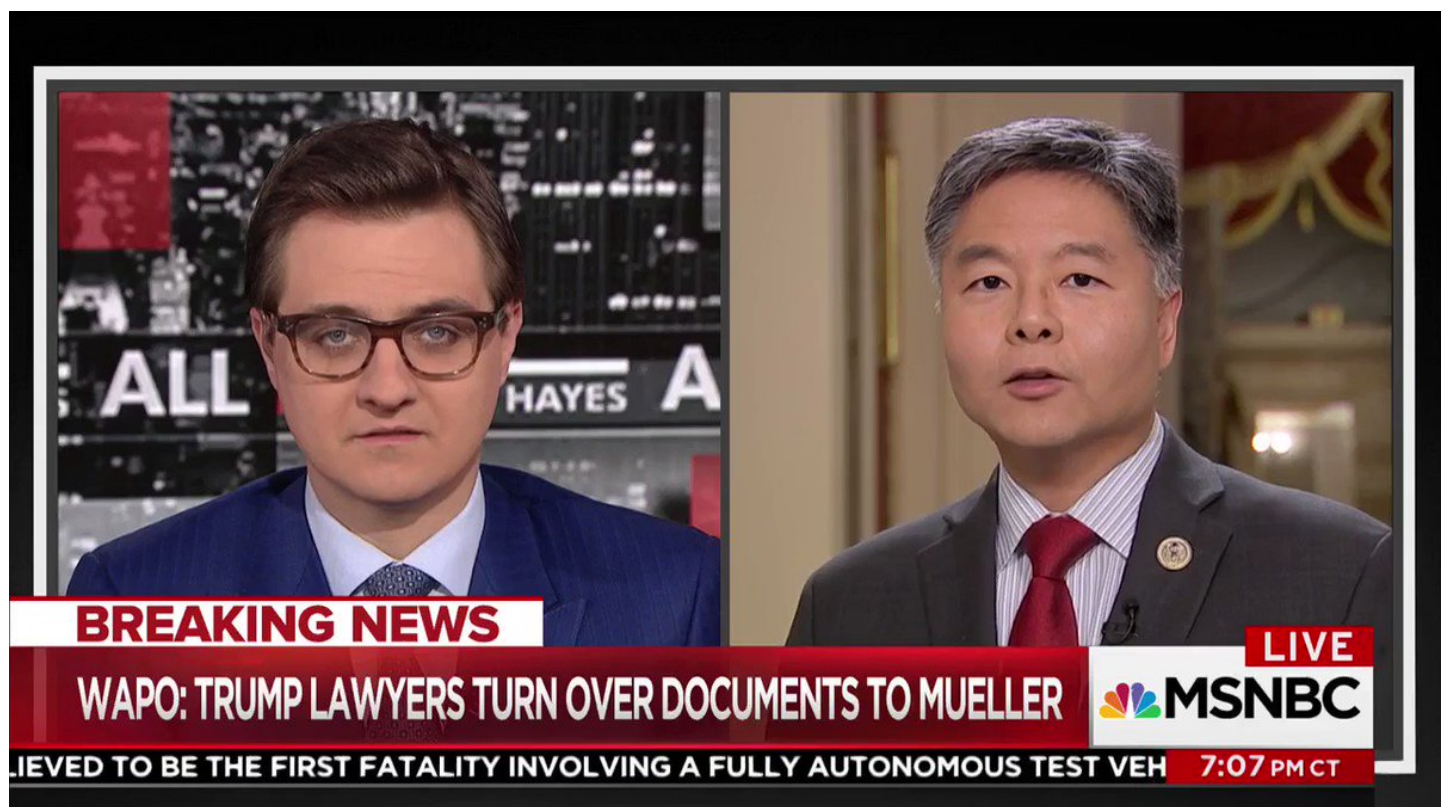 ALL
HAYES
A
BREAKING NEWS
WAPO: TRUMP LAWYERS TURN OVER DOCUMENTS TO MUELLER
LIVE
MSNBC
LIEVED TO BE THE FIRST FATALITY INVOLVING A FULLY AUTONOMOUS TEST VEH
7:07 PM CT